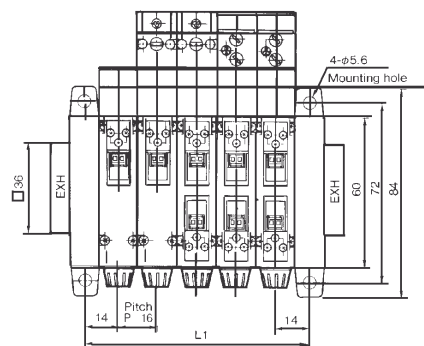 4-φ5.6
Mounting hole
□36
EXH
EXH
60
72
84
14
Pitch
P 16
14
L1